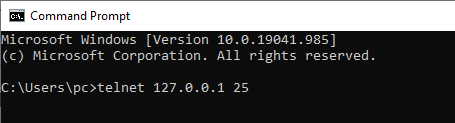 Command Prompt
Microsoft Windows [Version 10.0.19041.985]
(c) Microsoft Corporation. All rights reserved.
C:\Users\pc>telnet 127.0.0.1 25